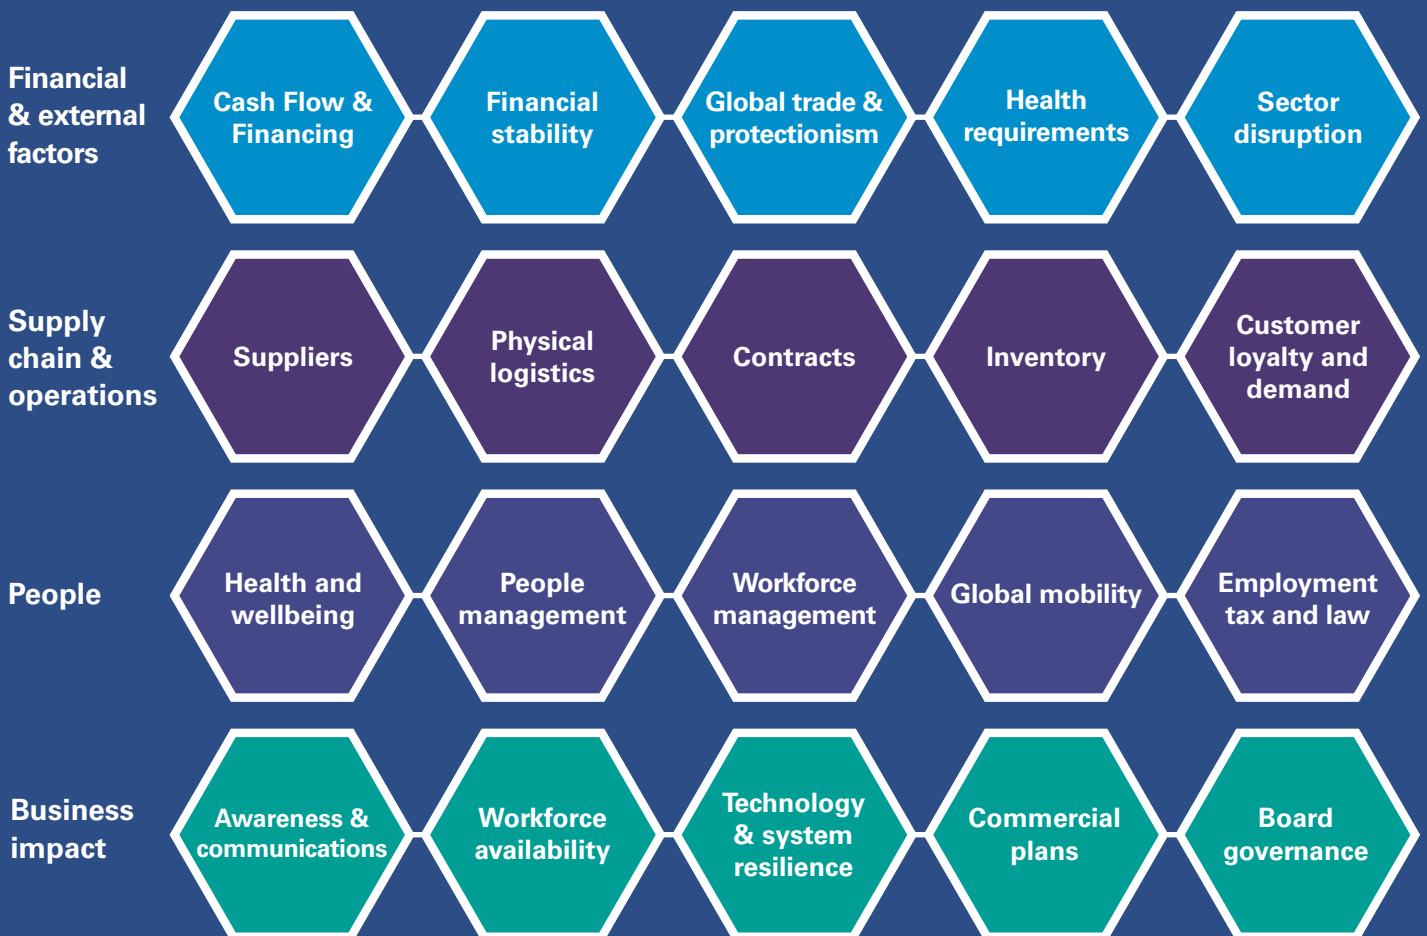 Financial
& external
factors
Cash Flow &
Financing
Financial
stability
Global trade &
protectionism
Health
requirements
Sector
disruption
Supply
chain &
operations
Suppliers
Physical
logistics
Contracts
Inventory
Customer
loyalty and
demand
People
Health and
wellbeing
People
management
Workforce
management
Global mobility
Employment
tax and law
Business
impact
Awareness &
communications
Workforce
availability
Technology
& system
resilience
Commercial
plans
Board
governance